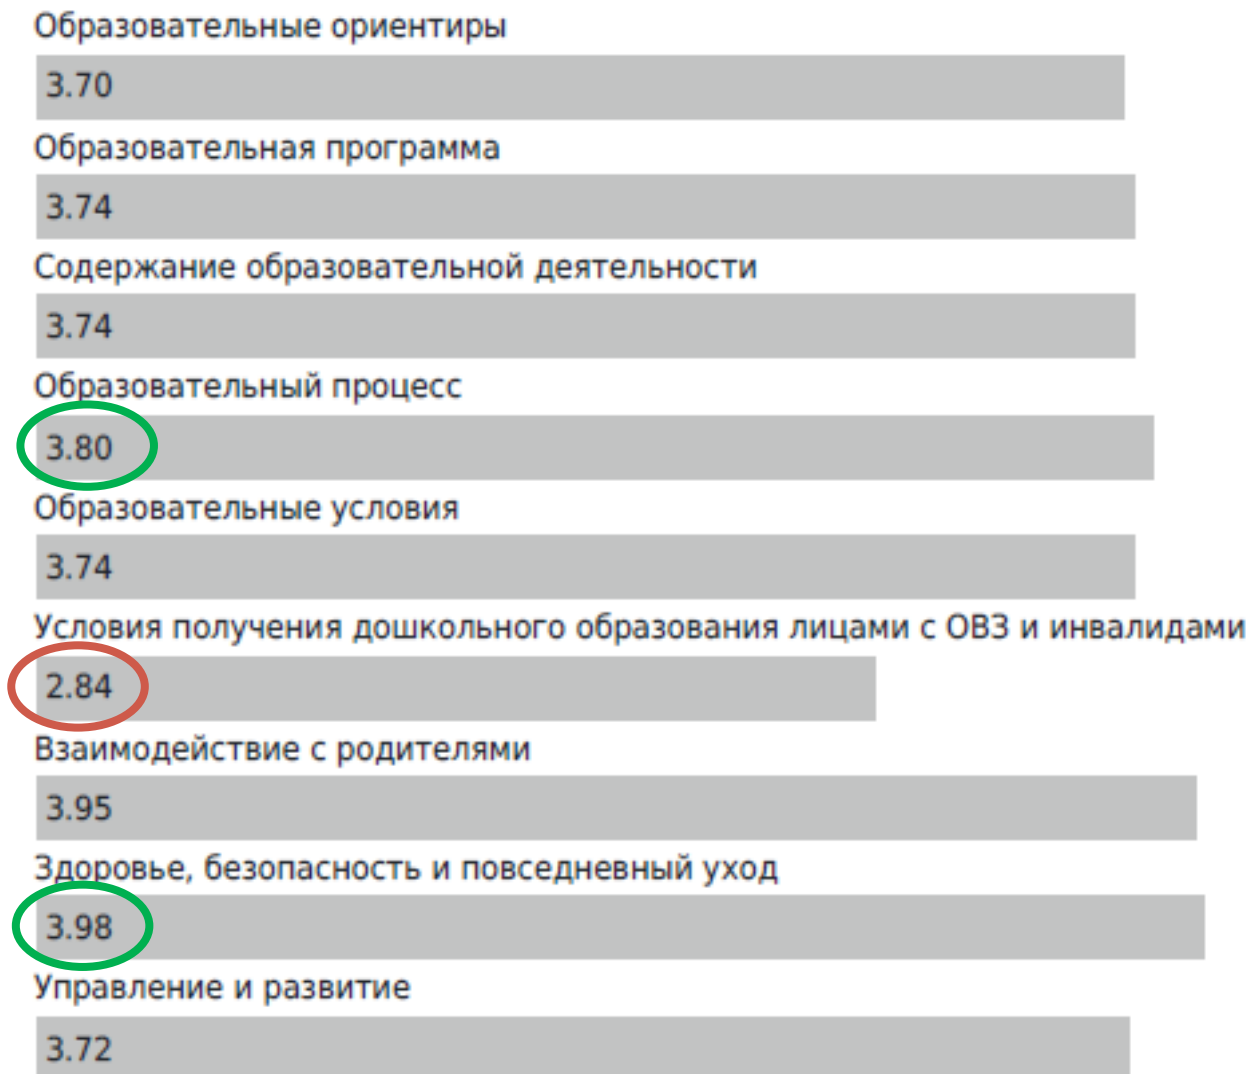 Образовательные ориентиры
3.70
Образовательная программа
3.74
Содержание образовательной деятельности
3.74
Образовательный процесс
3.80
Образовательные условия
3.74
Условия получения дошкольного образования лицами с ОВЗ и инвалидами
2.84
Взаимодействие с родителями
3.95
Здоровье, безопасность и повседневный уход
3.98
Управление и развитие
3.72